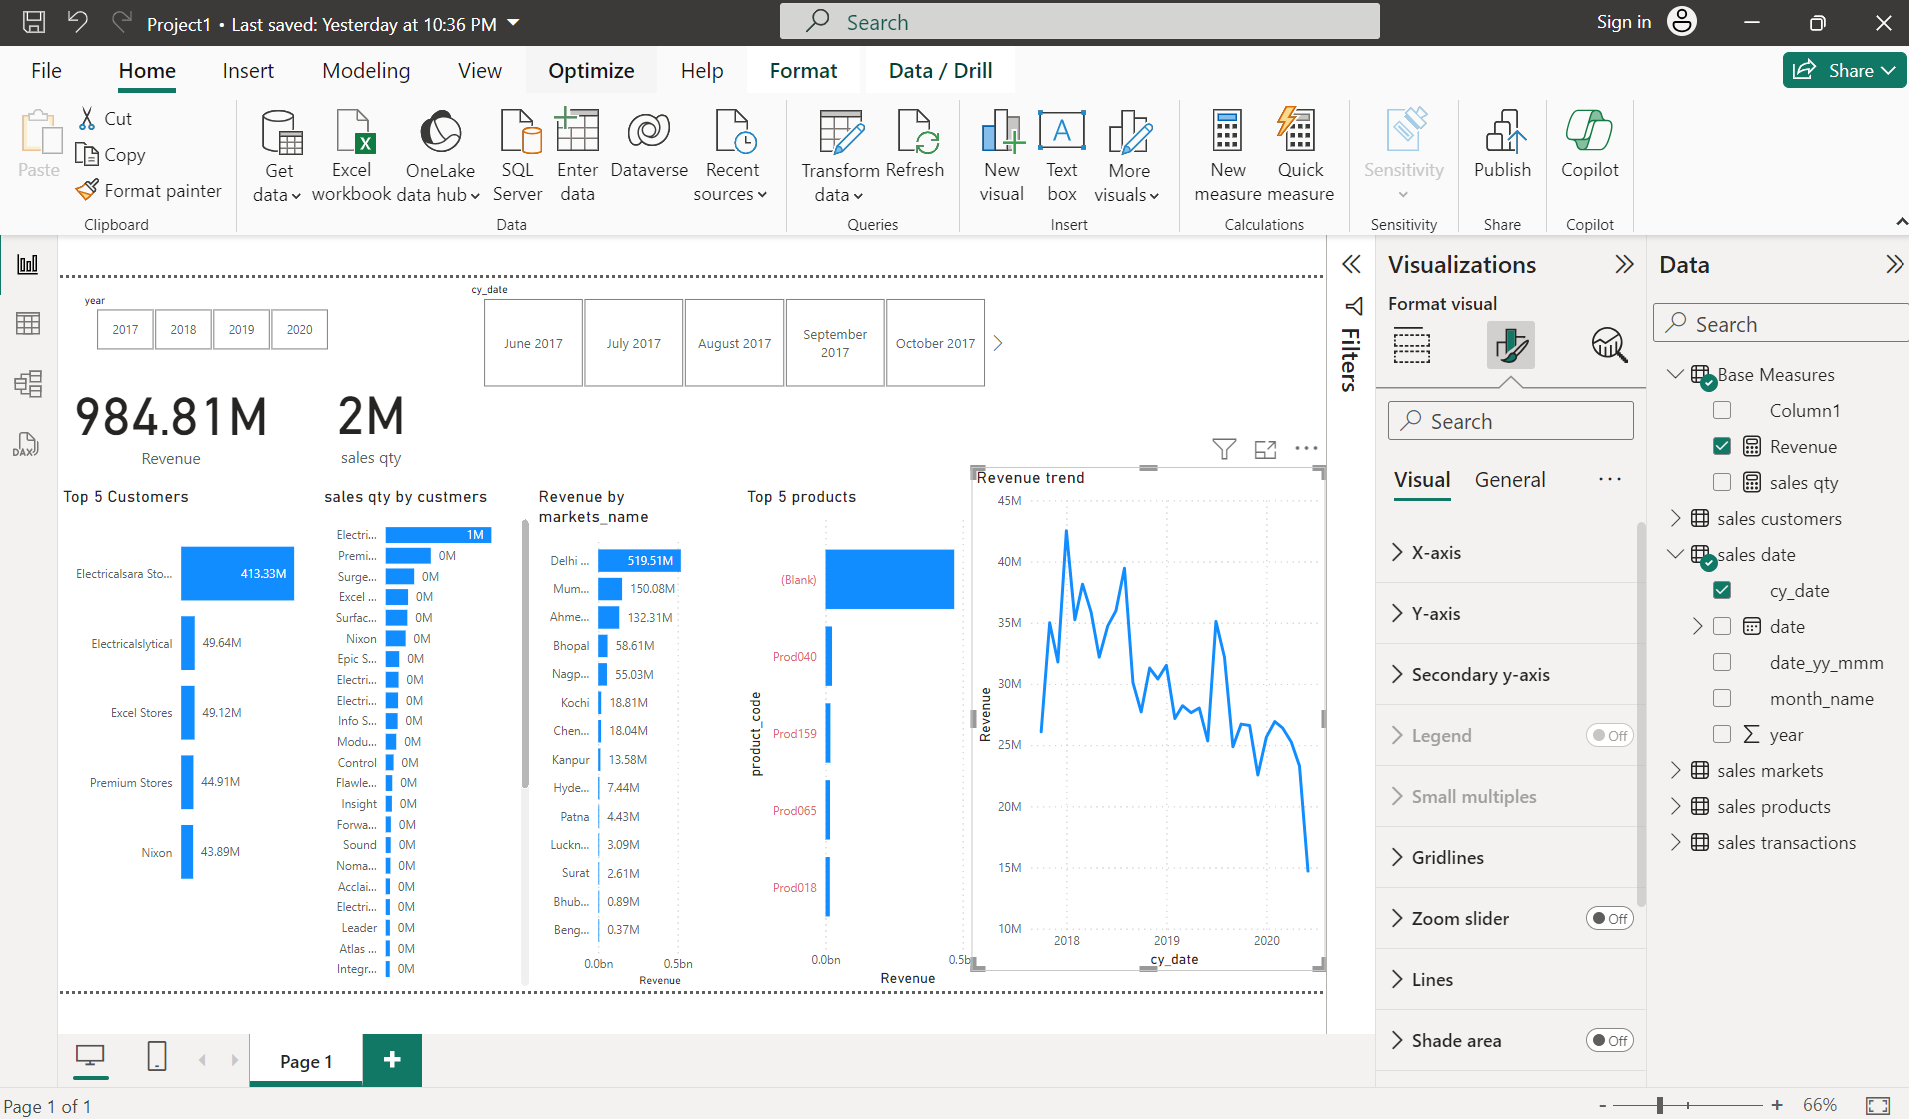 Project1 • Last saved: Yesterday at 10:36 PM
Search
Sign in
File
Home
Insert
Modeling
View
Optimize
Help
Format
Data / Drill
Share
Paste
Cut
Copy
Format painter
Clipboard
Get data
Excel workbook
OneLake data hub
SQL Server
Enter data
Dataverse
Recent sources
Data
Transform data
Refresh
Queries
New visual
Text box
More visuals
Insert
New measure
Quick measure
Calculations
Sensitivity
Sensitivity
Publish
Share
Copilot
Copilot
DAX
year
2017
2018
2019
2020
cy_date
June 2017
July 2017
August 2017
September 2017
October 2017
984.81M
Revenue
2M
sales qty
Top 5 Customers
Electricalsara Sto...
413.33M
Electricalslytical
49.64M
Excel Stores
49.12M
Premium Stores
44.91M
Nixon
43.89M
sales qty by custmers
Electri... 1M
Premi... 0M
Surge... 0M
Excel ... 0M
Surfac... 0M
Nixon 0M
Epic S... 0M
Electri... 0M
Electri... 0M
Info S... 0M
Modu... 0M
Control 0M
Flawle... 0M
Insight 0M
Forwa... 0M
Sound 0M
Noma... 0M
Acclai... 0M
Electri... 0M
Leader 0M
Atlas ... 0M
Integr... 0M
Revenue by
markets_name
Delhi ... 519.51M
Mum... 150.08M
Ahme... 132.31M
Bhopal 58.61M
Nagp... 55.03M
Kochi 18.81M
Chen... 18.04M
Kanpur 13.58M
Hyde... 7.44M
Patna 4.43M
Luckn... 3.09M
Surat 2.61M
Bhub... 0.89M
Beng... 0.37M
0.0bn 0.5bn
Revenue
Top 5 products
product_code
(Blank)
Prod040
Prod159
Prod065
Prod018
0.0bn 0.5b
Revenue
Revenue trend
Revenue
45M
40M
35M
30M
25M
20M
15M
10M
2018 2019 2020
cy_date
Filters
Visualizations
Format visual
Search
Visual
General
X-axis
Y-axis
Secondary y-axis
Legend Off
Small multiples
Gridlines
Zoom slider Off
Lines
Shade area Off
Data
Search
Base Measures
Column1
Revenue
sales qty
sales customers
sales date
cy_date
date
date_yy_mmm
month_name
year
sales markets
sales products
sales transactions
Page 1
Page 1 of 1
66%